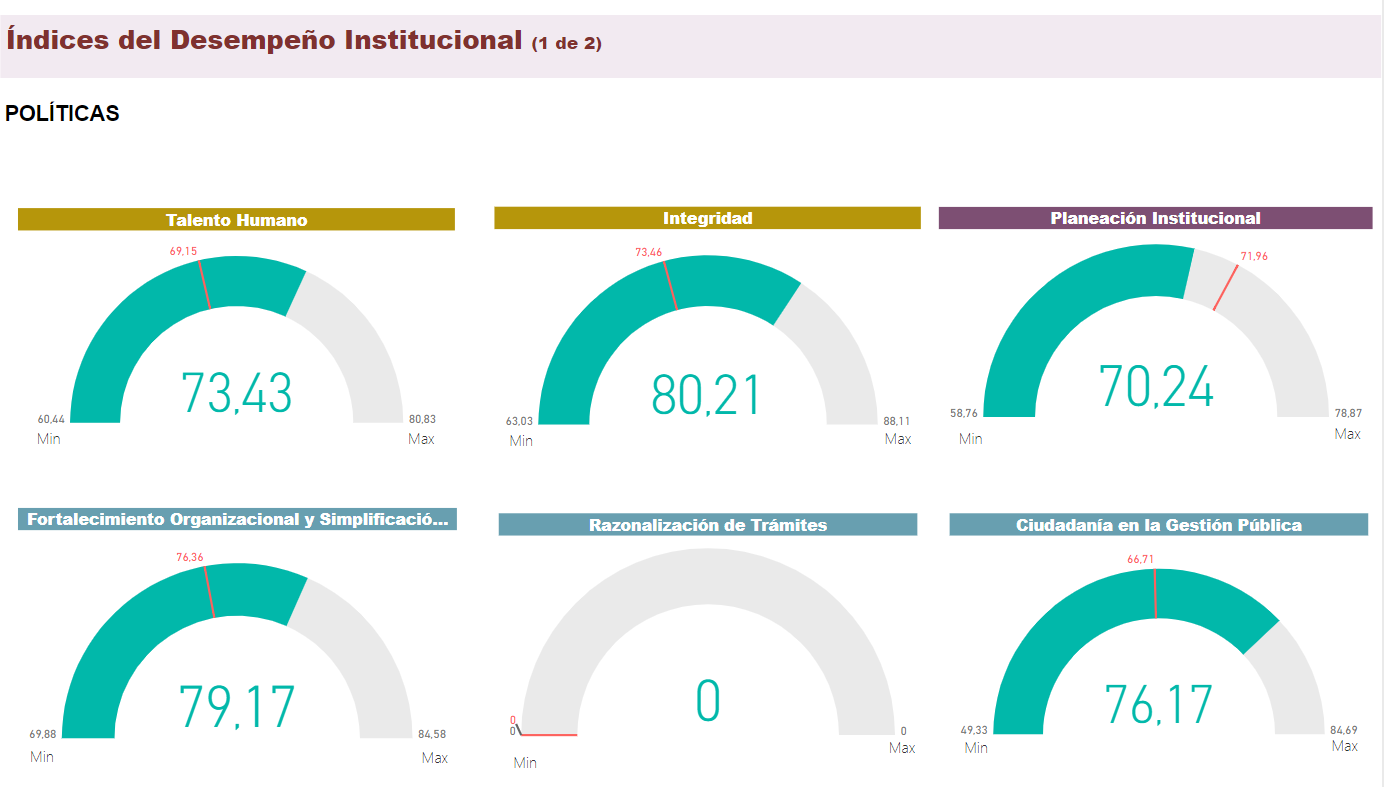 Índices del Desempeño Institucional (1 de 2)
POLÍTICAS
Talento Humano
69,15
73,43
60,44
80,83
Min
Max
Integridad
73,46
80,21
63,03
88,11
Min
Max
Planeación Institucional
71,96
70,24
58,76
78,87
Min
Max
Fortalecimiento Organizacional y Simplificació...
76,36
79,17
69,88
84,58
Min
Max
Razonalización de Trámites
0
0
0
0
Min
Max
Ciudadanía en la Gestión Pública
66,71
76,17
49,33
84,69
Min
Max